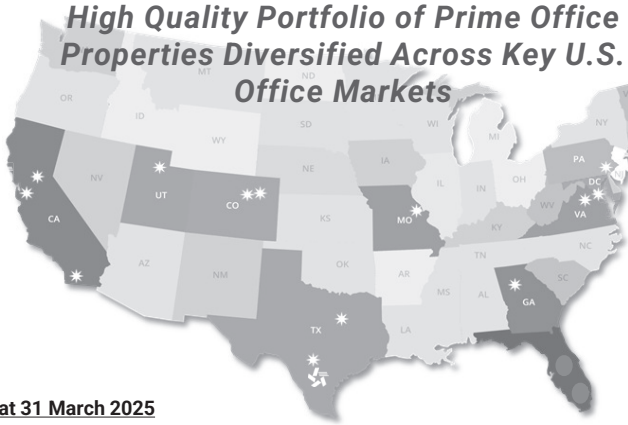 High Quality Portfolio of Prime Office
Properties Diversified Across Key U.S.
Office Markets
MT
ND
OR
ID
SD
WI
MI
NY
WY
IA
PA
NE
NV
OH
IL
IN
UT
CO
DC
WV
VA
CA
KS
MO
KY
NC
TN
OK
AZ
NM
AR
SC
MS
AL
GA
TX
LA
at 31 March 2025